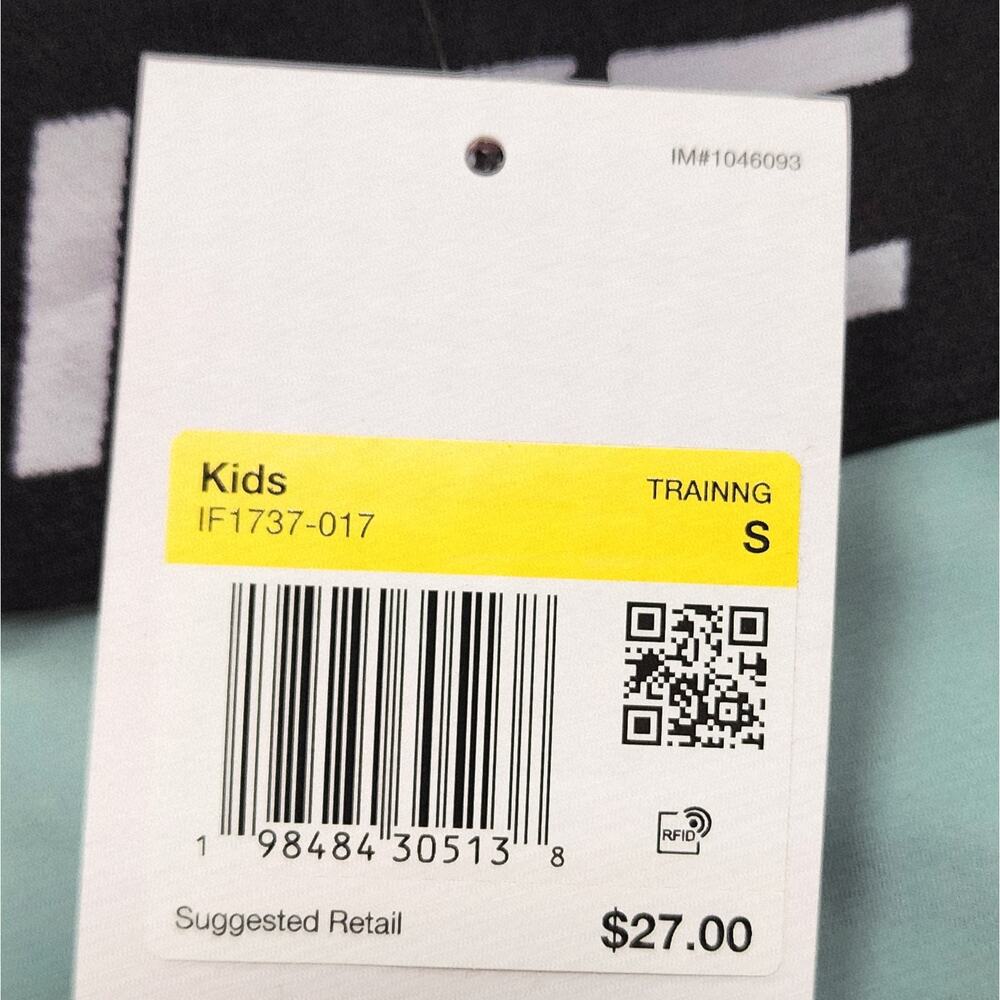 IM#1046093
Kids
TRAINNG
IF1737-017
S
1 98484 30513 8
RFID
Suggested Retail
$27.00